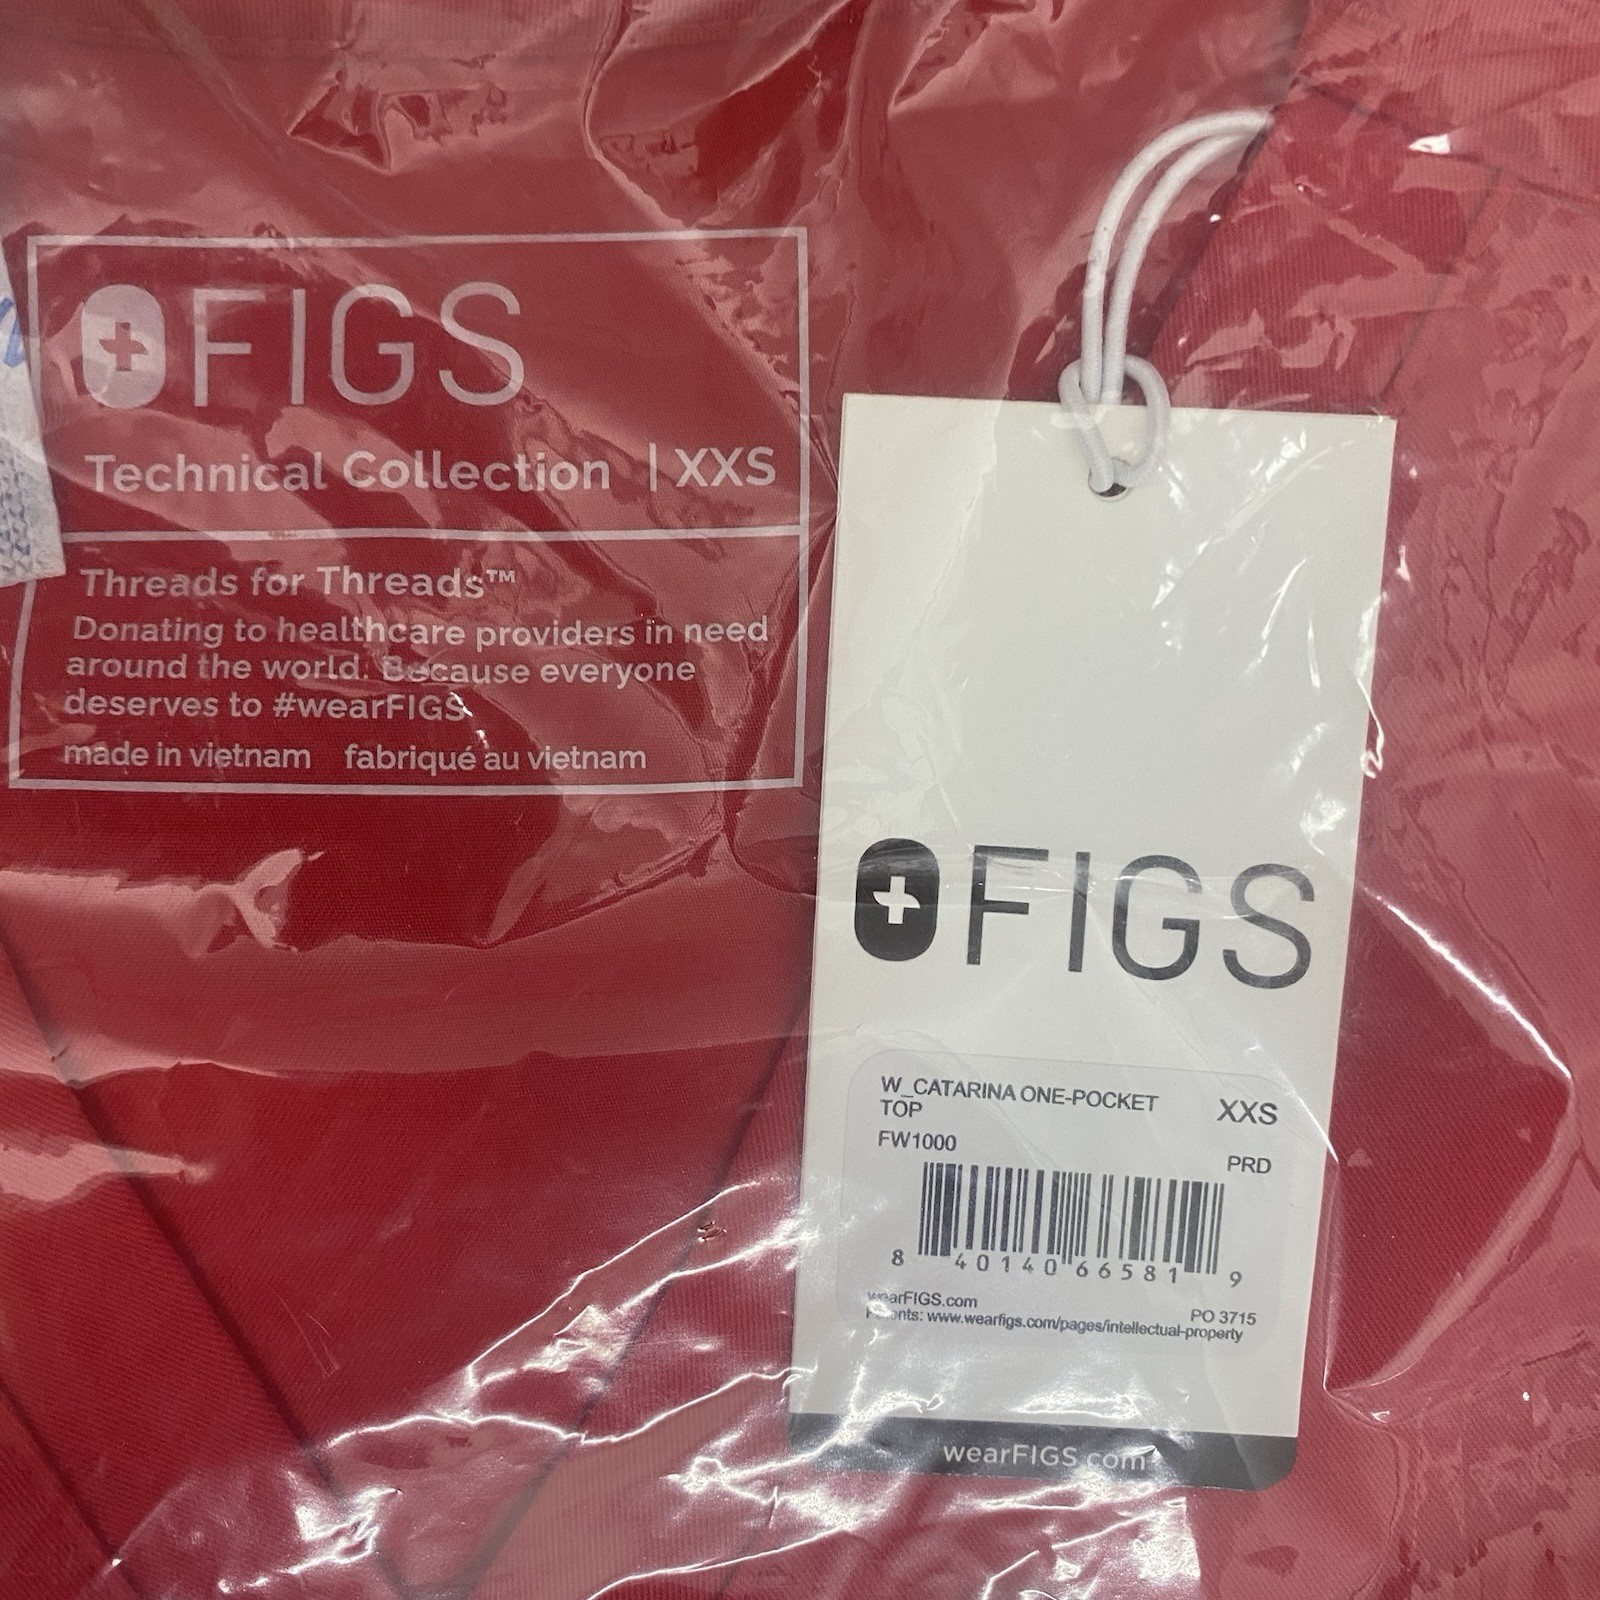 FIGS
Technical Collection | XXS
Threads for Threads™
Donating to healthcare providers in need
around the world. Because everyone
deserves to #wearFIGS
made in vietnam fabriqué au vietnam
FIGS
W_CATARINA ONE-POCKET
TOP
XXS
FW1000
PRD
8 40140 66581 9
wearFIGS.com
PO 3715
Patents: www.wearfigs.com/pages/intellectual-property
wearFIGS.com